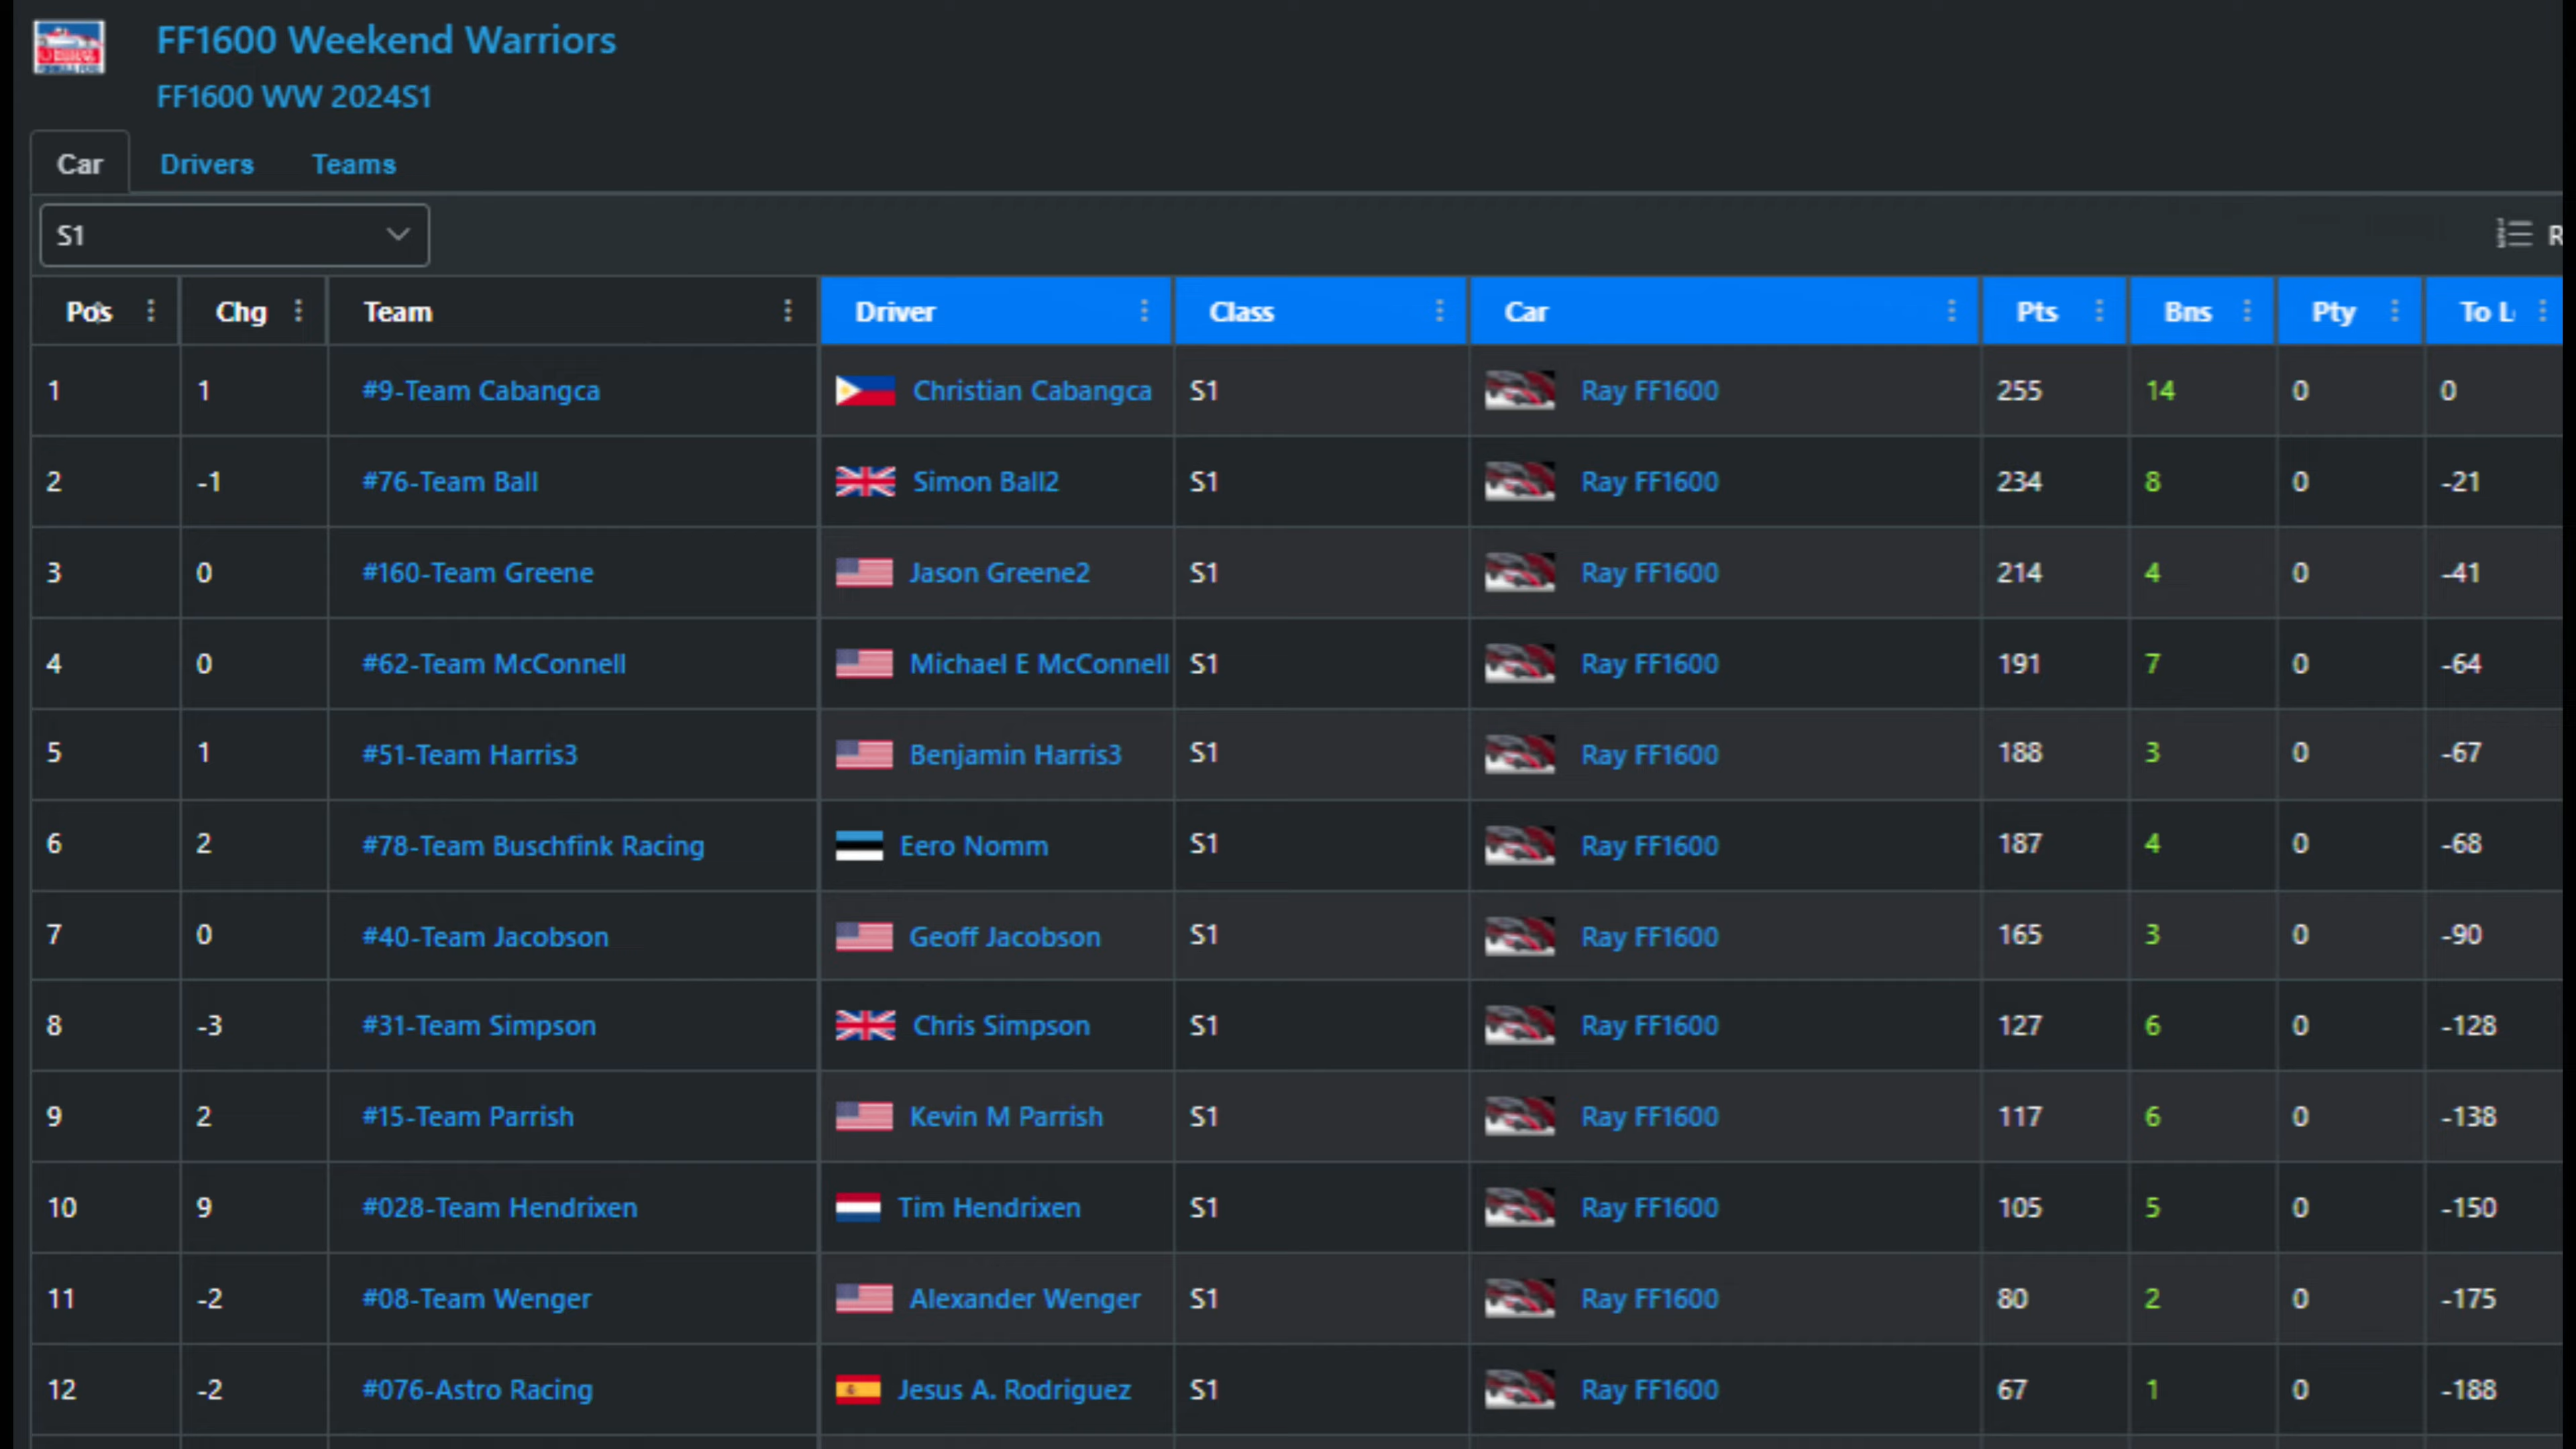 FF1600 Weekend Warriors
FF1600 WW 2024S1
Car Drivers Teams
S1 R
Pos Chg Team Driver Class Car Pts Bns Pty To L
1 1 #9-Team Cabangca Christian Cabangca S1 Ray FF1600 255 14 0 0
2 -1 #76-Team Ball Simon Ball2 S1 Ray FF1600 234 8 0 -21
3 0 #160-Team Greene Jason Greene2 S1 Ray FF1600 214 4 0 -41
4 0 #62-Team McConnell Michael E McConnell S1 Ray FF1600 191 7 0 -64
5 1 #51-Team Harris3 Benjamin Harris3 S1 Ray FF1600 188 3 0 -67
6 2 #78-Team Buschfink Racing Eero Nomm S1 Ray FF1600 187 4 0 -68
7 0 #40-Team Jacobson Geoff Jacobson S1 Ray FF1600 165 3 0 -90
8 -3 #31-Team Simpson Chris Simpson S1 Ray FF1600 127 6 0 -128
9 2 #15-Team Parrish Kevin M Parrish S1 Ray FF1600 117 6 0 -138
10 9 #028-Team Hendrixen Tim Hendrixen S1 Ray FF1600 105 5 0 -150
11 -2 #08-Team Wenger Alexander Wenger S1 Ray FF1600 80 2 0 -175
12 -2 #076-Astro Racing Jesus A. Rodriguez S1 Ray FF1600 67 1 0 -188